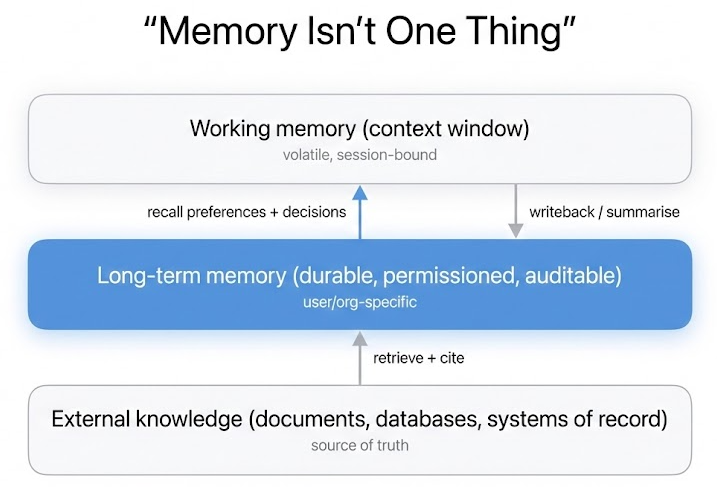 “Memory Isn’t One Thing”
Working memory (context window)
volatile, session-bound
recall preferences + decisions
writeback / summarise
Long-term memory (durable, permissioned, auditable)
user/org-specific
retrieve + cite
External knowledge (documents, databases, systems of record)
source of truth